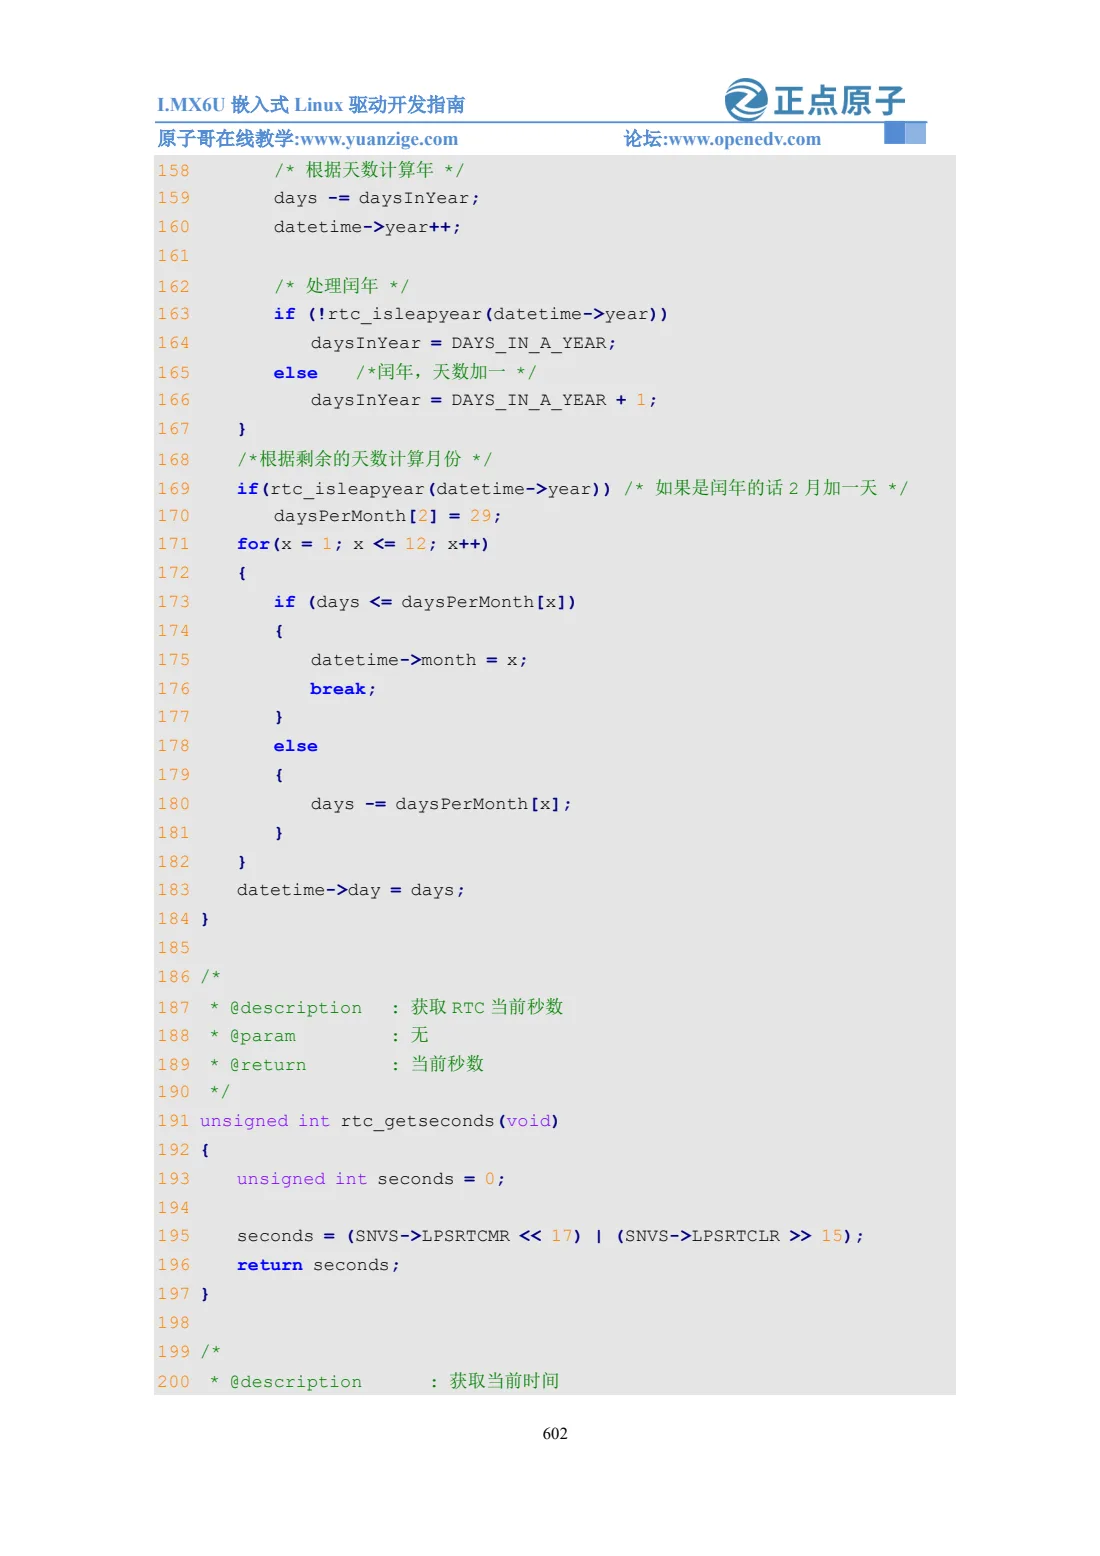 I.MX6U 嵌入式 Linux 驱动开发指南
正点原子
原子哥在线教学:www.yuanzige.com 论坛:www.openedv.com
158 /* 根据天数计算年 */
159 days -= daysInYear;
160 datetime->year++;
161
162 /* 处理闰年 */
163 if (!rtc_isleapyear(datetime->year))
164 daysInYear = DAYS_IN_A_YEAR;
165 else /*闰年，天数加一 */
166 daysInYear = DAYS_IN_A_YEAR + 1;
167 }
168 /*根据剩余的天数计算月份 */
169 if(rtc_isleapyear(datetime->year)) /* 如果是闰年的话 2 月加一天 */
170 daysPerMonth[2] = 29;
171 for(x = 1; x <= 12; x++)
172 {
173 if (days <= daysPerMonth[x])
174 {
175 datetime->month = x;
176 break;
177 }
178 else
179 {
180 days -= daysPerMonth[x];
181 }
182 }
183 datetime->day = days;
184 }
185
186 /*
187 * @description : 获取 RTC 当前秒数
188 * @param : 无
189 * @return : 当前秒数
190 */
191 unsigned int rtc_getseconds(void)
192 {
193 unsigned int seconds = 0;
194
195 seconds = (SNVS->LPSRTCMR << 17) | (SNVS->LPSRTCLR >> 15);
196 return seconds;
197 }
198
199 /*
200 * @description : 获取当前时间
602